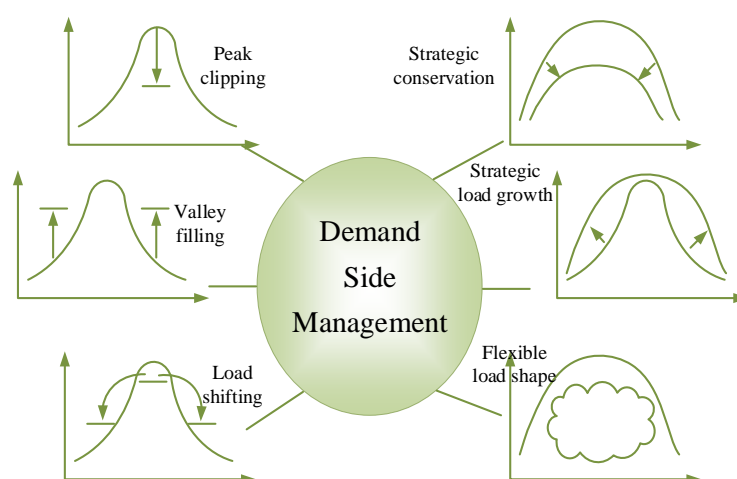 Peak
clipping
Strategic
conservation
Valley
filling
Demand
Side
Management
Strategic
load growth
Load
shifting
Flexible
load shape